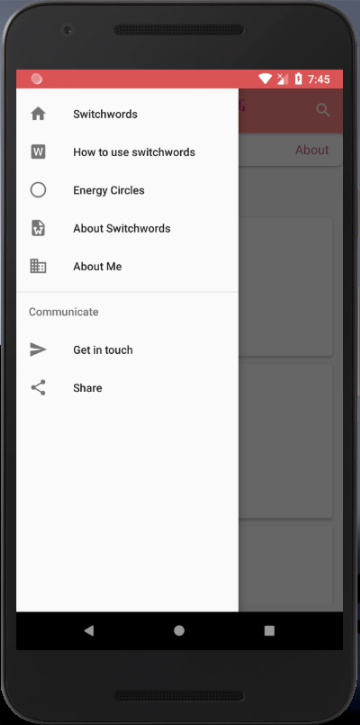 7:45
Switchwords
How to use switchwords
Energy Circles
About Switchwords
About Me
Communicate
Get in touch
Share
About